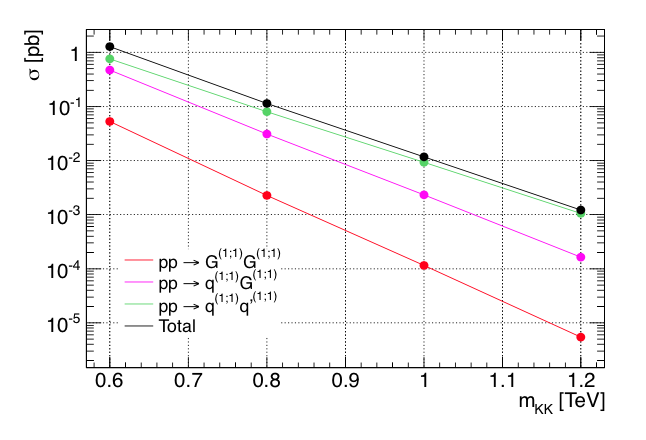 σ [pb]
1
10^-1
10^-2
10^-3
10^-4
10^-5
pp → G^(1;1)G^(1;1)
pp → q^(1;1)G^(1;1)
pp → q^(1;1)q'^(1;1)
Total
0.6 0.7 0.8 0.9 1 1.1 1.2
m_KK [TeV]